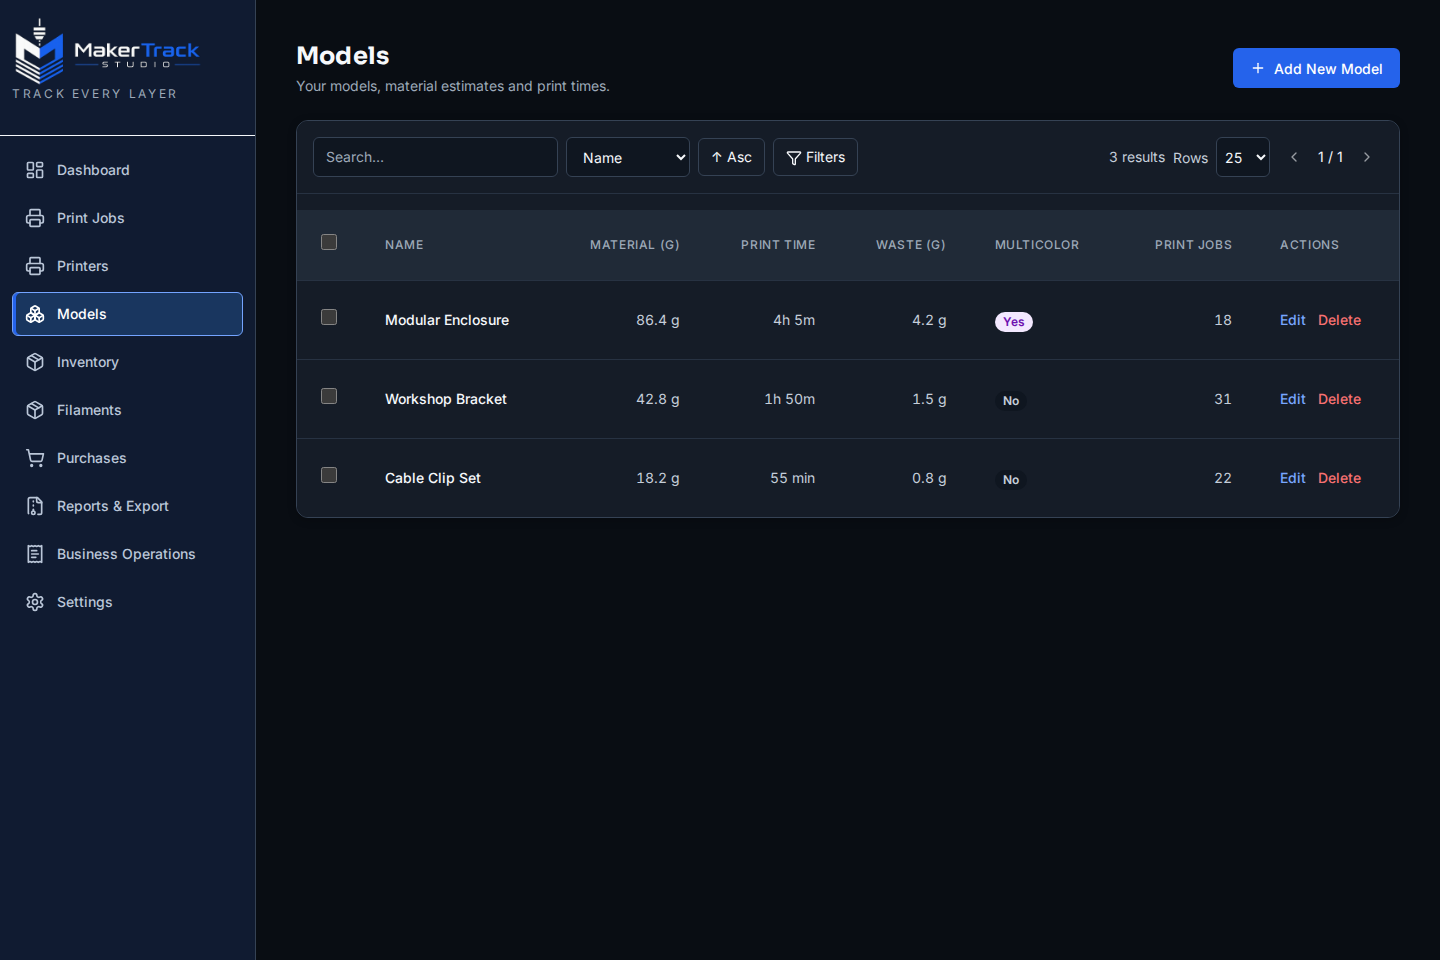 MakerTrack
STUDIO
TRACK EVERY LAYER
Dashboard
Print Jobs
Printers
Models
Inventory
Filaments
Purchases
Reports & Export
Business Operations
Settings
Models
Your models, material estimates and print times.
+ Add New Model
Search... Name ↑ Asc Filters 3 results Rows 25 1 / 1
NAME MATERIAL (G) PRINT TIME WASTE (G) MULTICOLOR PRINT JOBS ACTIONS
Modular Enclosure 86.4 g 4h 5m 4.2 g Yes 18 Edit Delete
Workshop Bracket 42.8 g 1h 50m 1.5 g No 31 Edit Delete
Cable Clip Set 18.2 g 55 min 0.8 g No 22 Edit Delete